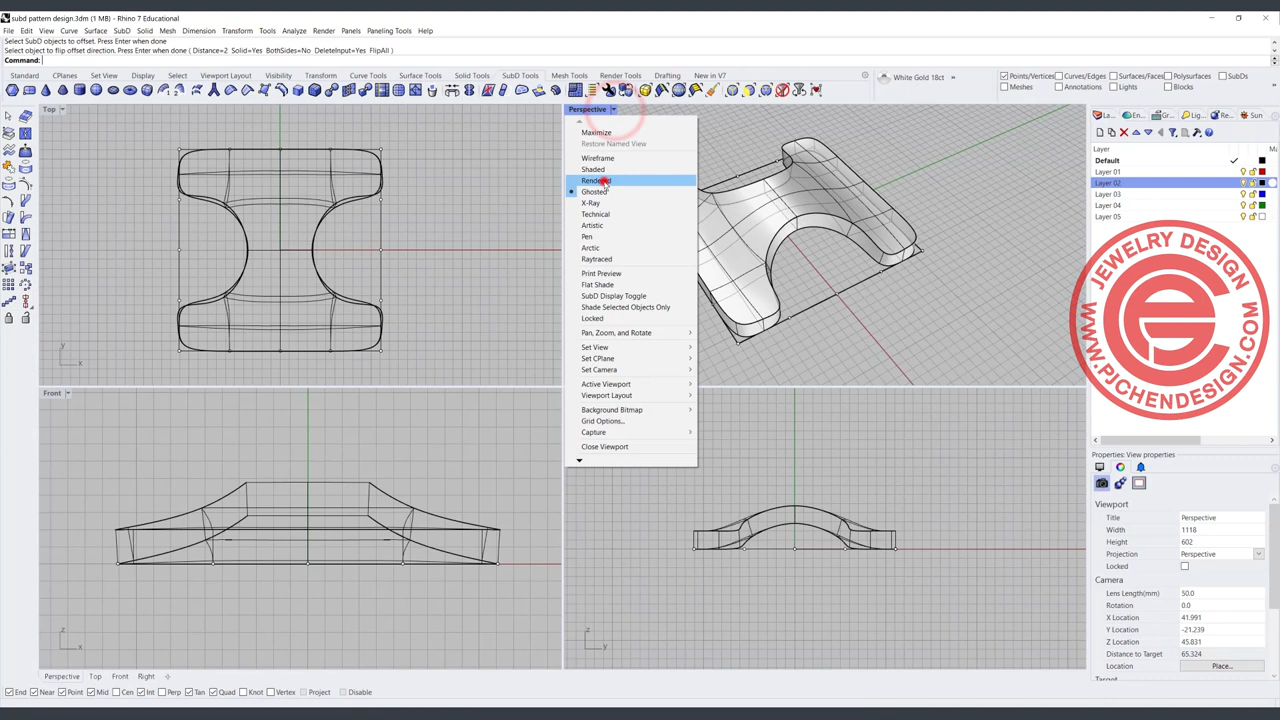 subd pattern design.3dm (1 MB) - Rhino 7 Educational
File Edit View Curve Surface SubD Solid Mesh Dimension Transform Tools Analyze Render Panels Paneling Tools Help
Select SubD objects to offset. Press Enter when done
Select object to flip offset direction. Press Enter when done ( Distance=2 Solid=Yes BothSides=No DeleteInput=Yes FlipAll )
Command:
Standard CPlanes Set View Display Select Viewport Layout Visibility Transform Curve Tools Surface Tools Solid Tools SubD Tools Mesh Tools Render Tools Drafting New in V7
White Gold 18ct »
Points/Vertices Curves/Edges Surfaces/Faces Polysurfaces SubDs
Meshes Annotations Lights Blocks
Top
Perspective
Maximize
Restore Named View
Wireframe
Shaded
Rendered
Ghosted
X-Ray
Technical
Artistic
Pen
Arctic
Raytraced
Print Preview
Flat Shade
SubD Display Toggle
Shade Selected Objects Only
Locked
Pan, Zoom, and Rotate
Set View
Set CPlane
Set Camera
Active Viewport
Viewport Layout
Background Bitmap
Grid Options...
Capture
Close Viewport
y
x
Front
z
x
z
y
La... En... Gr... Lig... Re... Sun
Layer Ma
Default
Layer 01
Layer 02
Layer 03
Layer 04
Layer 05
JEWELRY DESIGN
WWW.PJCHENDESIGN.COM
Properties: View properties
Viewport
Title Perspective
Width 1118
Height 602
Projection Perspective
Locked
Camera
Lens Length(mm) 50.0
Rotation 0.0
X Location 41.991
Y Location -21.239
Z Location 45.831
Distance to Target 65.324
Location Place...
Target
Perspective Top Front Right
End Near Point Mid Cen Int Perp Tan Quad Knot Vertex Project Disable